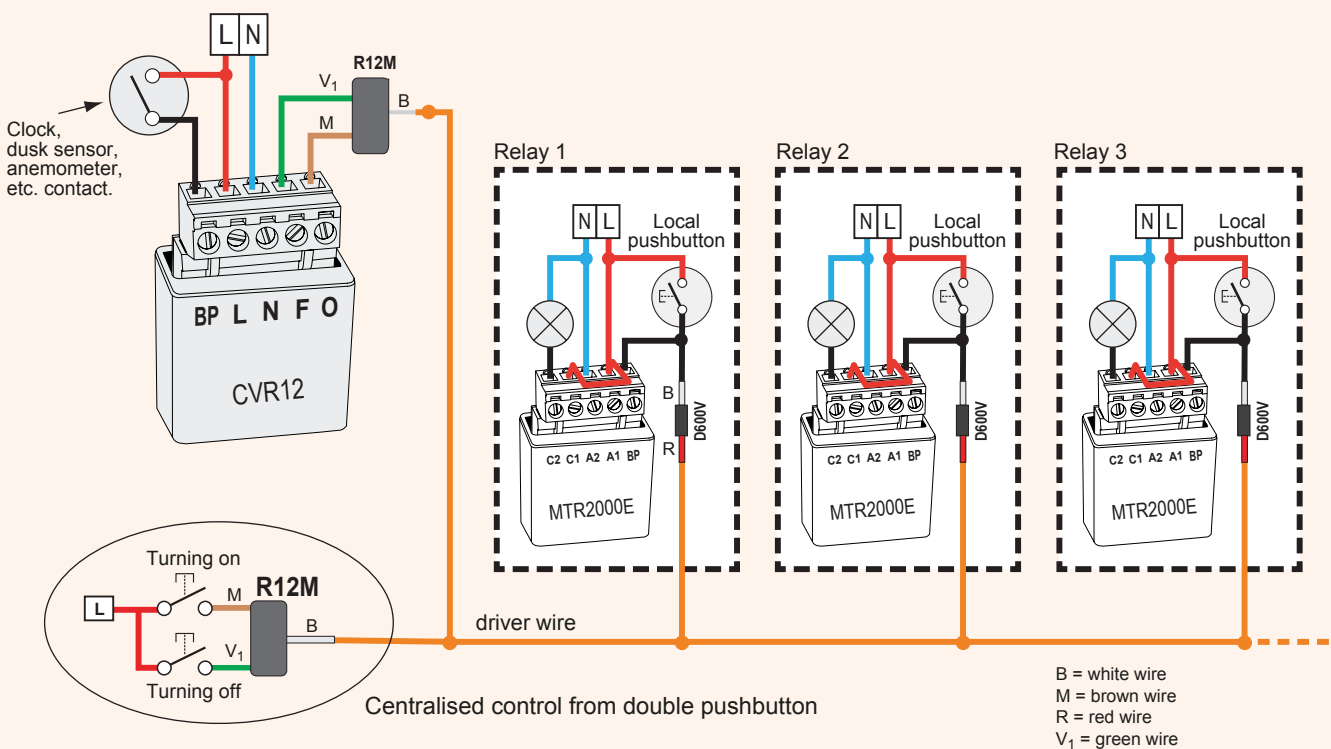 L N
R12M
V1
B
M
Clock,
dusk sensor,
anemometer,
etc. contact.
BP L N F O
CVR12
Relay 1
N L
Local
pushbutton
B
D600V
R
C2 C1 A2 A1 BP
MTR2000E
Relay 2
N L
Local
pushbutton
D600V
C2 C1 A2 A1 BP
MTR2000E
Relay 3
N L
Local
pushbutton
D600V
C2 C1 A2 A1 BP
MTR2000E
Turning on
R12M
L
M
B
V1
Turning off
driver wire
Centralised control from double pushbutton
B = white wire
M = brown wire
R = red wire
V1 = green wire